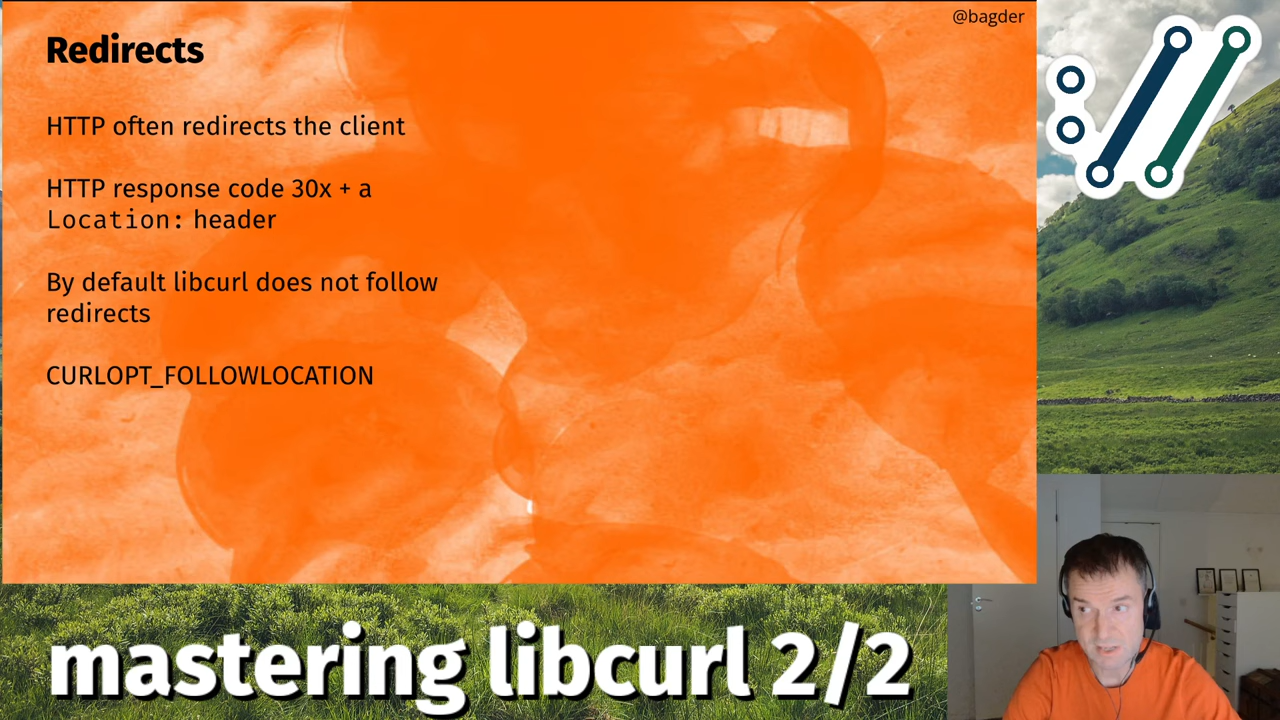 @bagder
Redirects
HTTP often redirects the client
HTTP response code 30x + a
Location: header
By default libcurl does not follow
redirects
CURLOPT_FOLLOWLOCATION
mastering libcurl 2/2